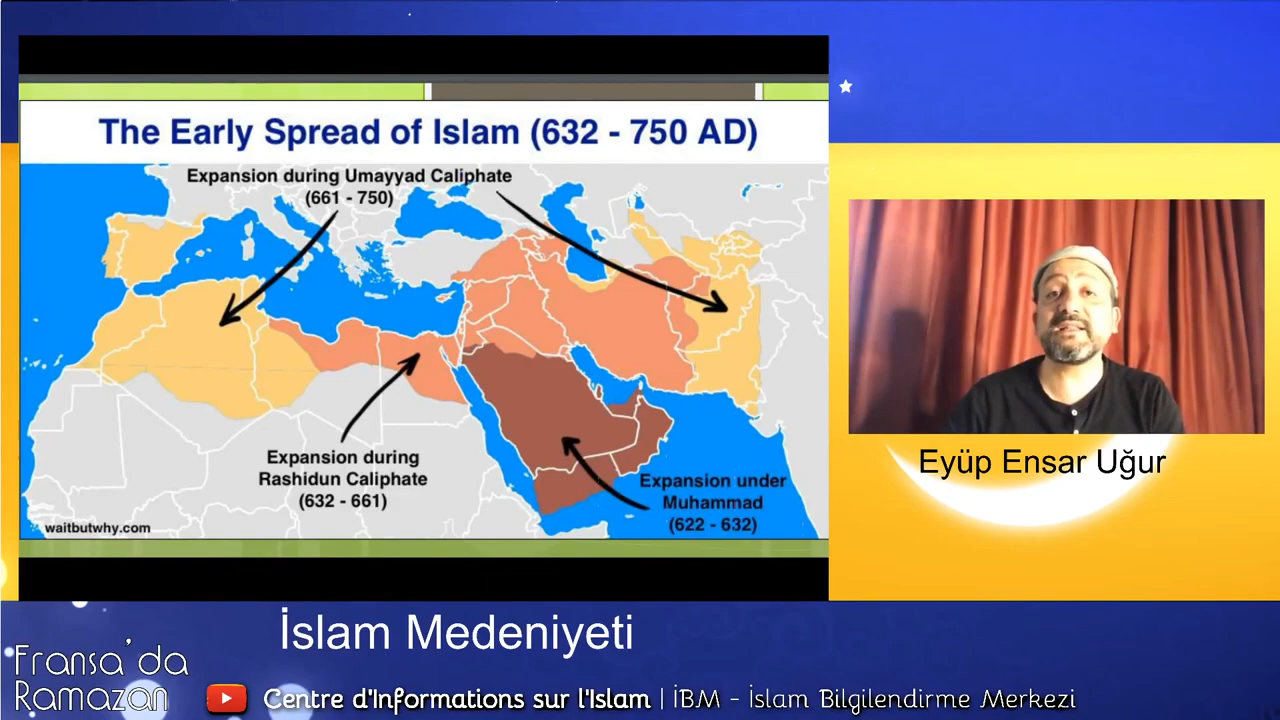 The Early Spread of Islam (632 - 750 AD)
Expansion during Umayyad Caliphate
(661 - 750)
Expansion during
Rashidun Caliphate
(632 - 661)
Expansion under
Muhammad
(622 - 632)
waitbutwhy.com
Eyüp Ensar Uğur
İslam Medeniyeti
Fransa'da
Ramazan
Centre d'Informations sur l'Islam | İBM - İslam Bilgilendirme Merkezi